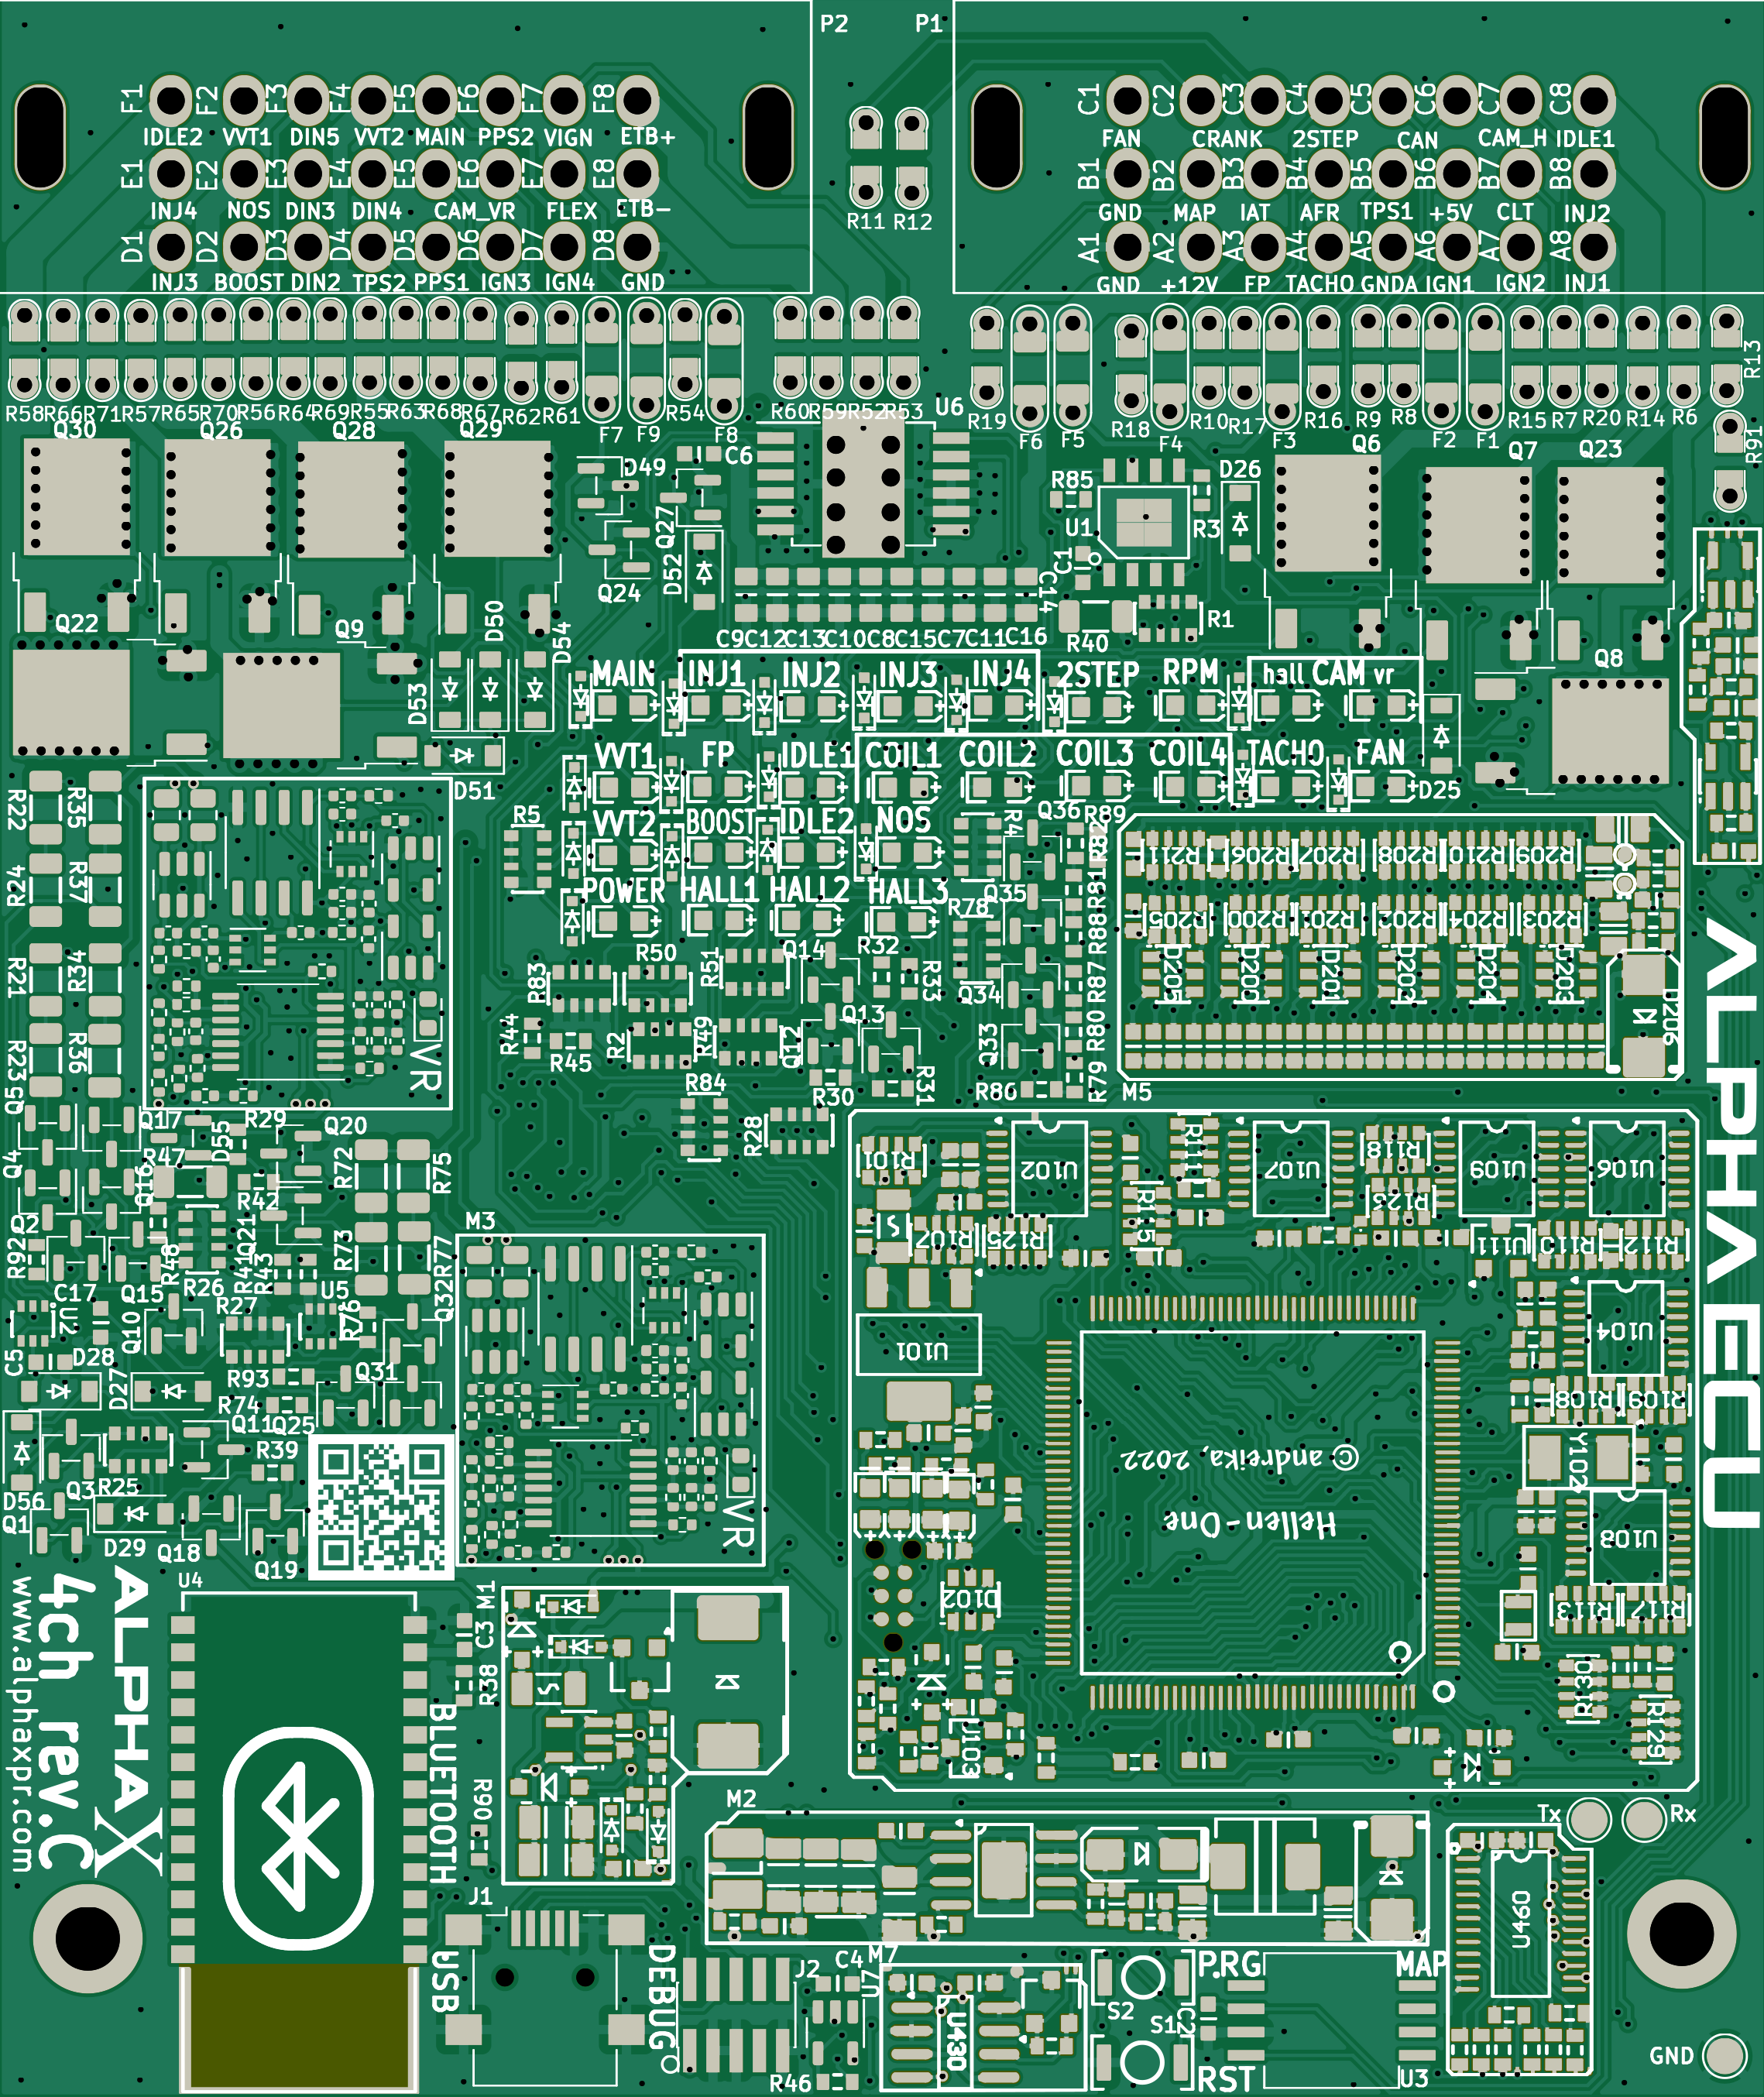 P2 P1
F1 F2 F3 F4 F5 F6 F7 F8
C1 C2 C3 C4 C5 C6 C7 C8
IDLE2 VVT1 DIN5 VVT2 MAIN PPS2 VIGN ETB+
FAN CRANK 2STEP CAN CAM_H IDLE1
E1 E2 E3 E4 E5 E6 E7 E8
B1 B2 B3 B4 B5 B6 B7 B8
INJ4 NOS DIN3 DIN4 CAM_VR FLEX ETB-
R11 R12
GND MAP IAT AFR TPS1 +5V CLT INJ2
D1 D2 D3 D4 D5 D6 D7 D8
A1 A2 A3 A4 A5 A6 A7 A8
INJ3 BOOST DIN2 TPS2 PPS1 IGN3 IGN4 GND
GND +12V FP TACHO GNDA IGN1 IGN2 INJ1
R58 R66 R71 R57 R65 R70 R56 R64 R69 R55 R63 R68 R67 R62 R61 F7 F9 R54 F8 R60 R59 R52 R53 U6
R19 F6 F5 R18 F4 R10 R17 F3 R16 R9 R8 F2 F1 R15 R7 R20 R14 R6 R13
Q30 Q26 Q28 Q29 D49 C6 Q6 Q7 Q23 R91
Q27 R85 U1 R3 D26
Q24 D52 C1 C14
Q22 Q9 D50 D54 R40 R1 Q8
C9 C12 C13 C10 C8 C15 C7 C11 C16
D53 MAIN INJ1 INJ2 INJ3 INJ4 2STEP RPM hall CAM vr
D51 VVT1 FP IDLE1 COIL1 COIL2 COIL3 COIL4 TACHO FAN D25
R22 R35 R5 VVT2 BOOST IDLE2 NOS R4 Q36 R89 R82
R211 R206 R207 R208 R210 R209
R24 R37 POWER HALL1 HALL2 HALL3 Q35 R81 R78 R88
R205 R200 R201 R202 R204 R203
R21 R34 R83 R50 R51 Q14 R32 R33 Q34 R87
D205 D200 D201 D202 D204 D203 D206
R23 R36 VR R44 R45 R2 R49 Q12 Q13 Q33 R80
R84 R30 R31 R86 R79 M5
Q5 Q17 D55 R29 Q20 R28
Q4 R47 Q16 R42 R72 R75
R101 U102 R111 U107 R118 U109 U106
R123 R115
Q2 R92 R48 Q21 R41 R43 R73 R77 M3
R107 R125 U111 R110 R112
C17 Q15 R26 R27 U5 R76 Q32
U2 Q10 C5 D28 D27 R93 Q31
U101 U104
R74 Q11 Q25 R39
R108 R109
Y102
© andreika, 2022
Hellen-One
D56 Q3 R25 Q1 D29 Q18 Q19 VR
U103
D102 R113 R117
ALPHA ECU
U4 M1 C3 R38
R130 R129
ALPHAX
4ch rev.C
www.alphaxpr.com
BLUETOOTH
R90
M2 Tx Rx
J1 USB DEBUG J2 C4 U7 M7 U430 S2 S1 C2
P.RG MAP U460
R46 RST U3 GND